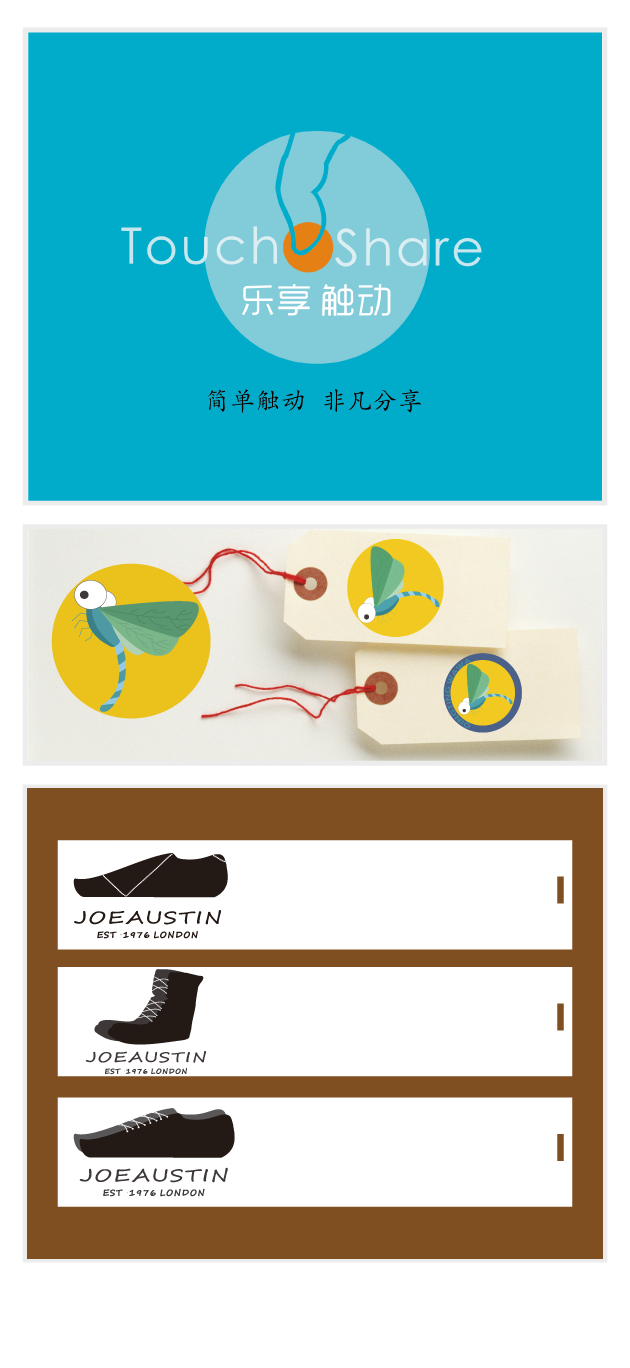 Touch Share
乐享 触动
简单触动 非凡分享
JOEAUSTIN
EST ·1976 LONDON
JOEAUSTIN
EST ·1976 LONDON
JOEAUSTIN
EST 1976 LONDON